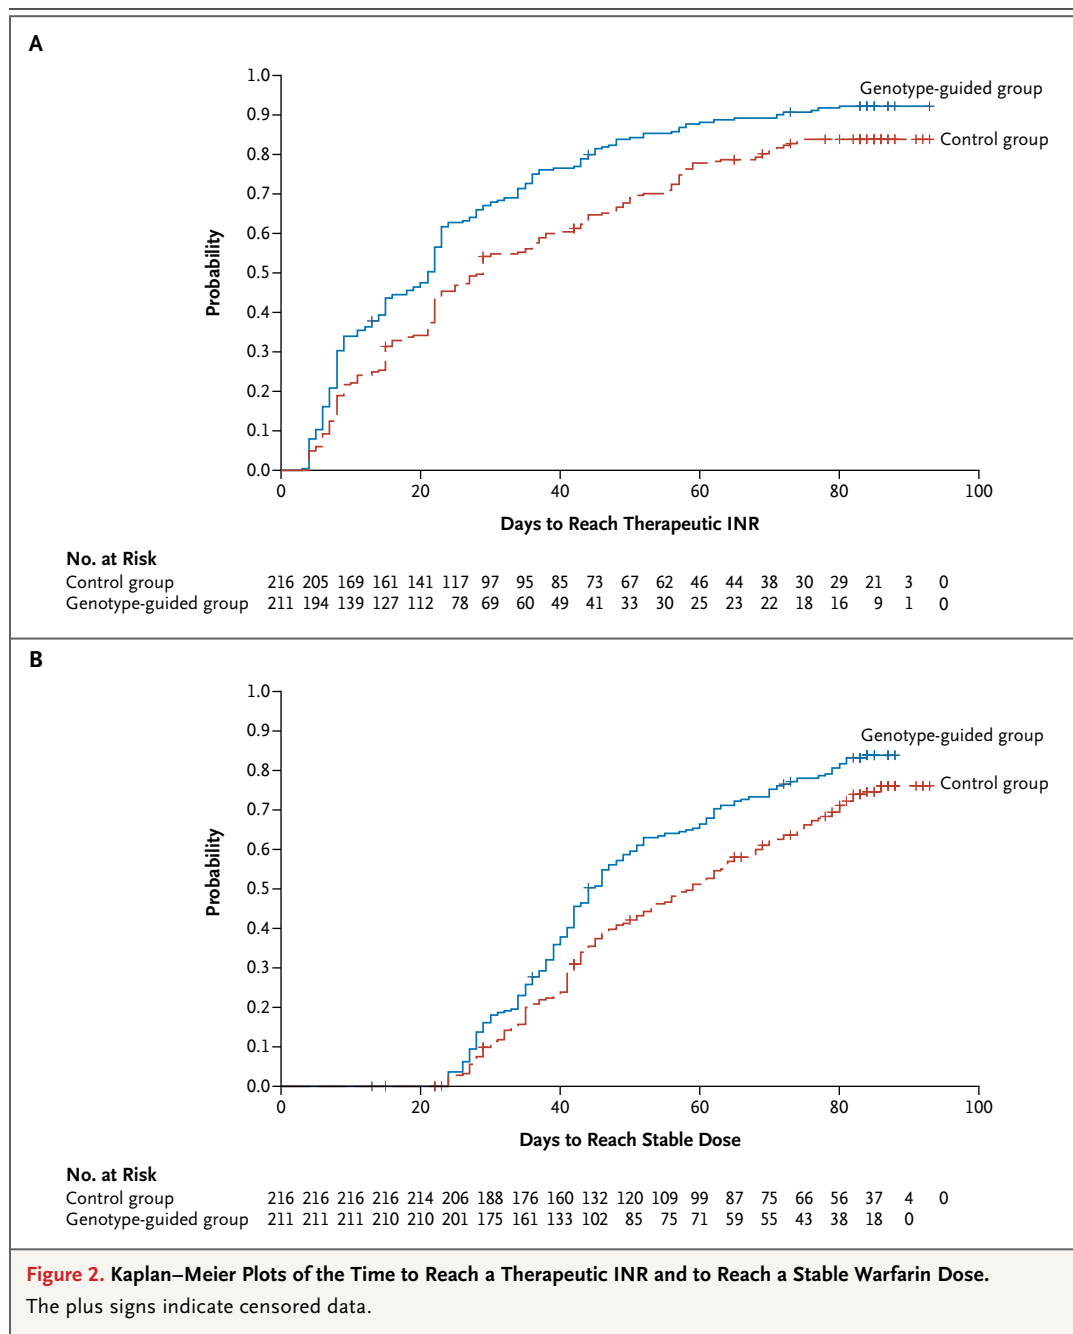 A
1.0
0.9
0.8
0.7
0.6
0.5
0.4
0.3
0.2
0.1
0.0
Probability
Genotype-guided group
Control group
0 20 40 60 80 100
Days to Reach Therapeutic INR
No. at Risk
Control group 216 205 169 161 141 117 97 95 85 73 67 62 46 44 38 30 29 21 3 0
Genotype-guided group 211 194 139 127 112 78 69 60 49 41 33 30 25 23 22 18 16 9 1 0
B
1.0
0.9
0.8
0.7
0.6
0.5
0.4
0.3
0.2
0.1
0.0
Probability
Genotype-guided group
Control group
0 20 40 60 80 100
Days to Reach Stable Dose
No. at Risk
Control group 216 216 216 216 214 206 188 176 160 132 120 109 99 87 75 66 56 37 4 0
Genotype-guided group 211 211 211 210 210 201 175 161 133 102 85 75 71 59 55 43 38 18 0
Figure 2. Kaplan–Meier Plots of the Time to Reach a Therapeutic INR and to Reach a Stable Warfarin Dose.
The plus signs indicate censored data.